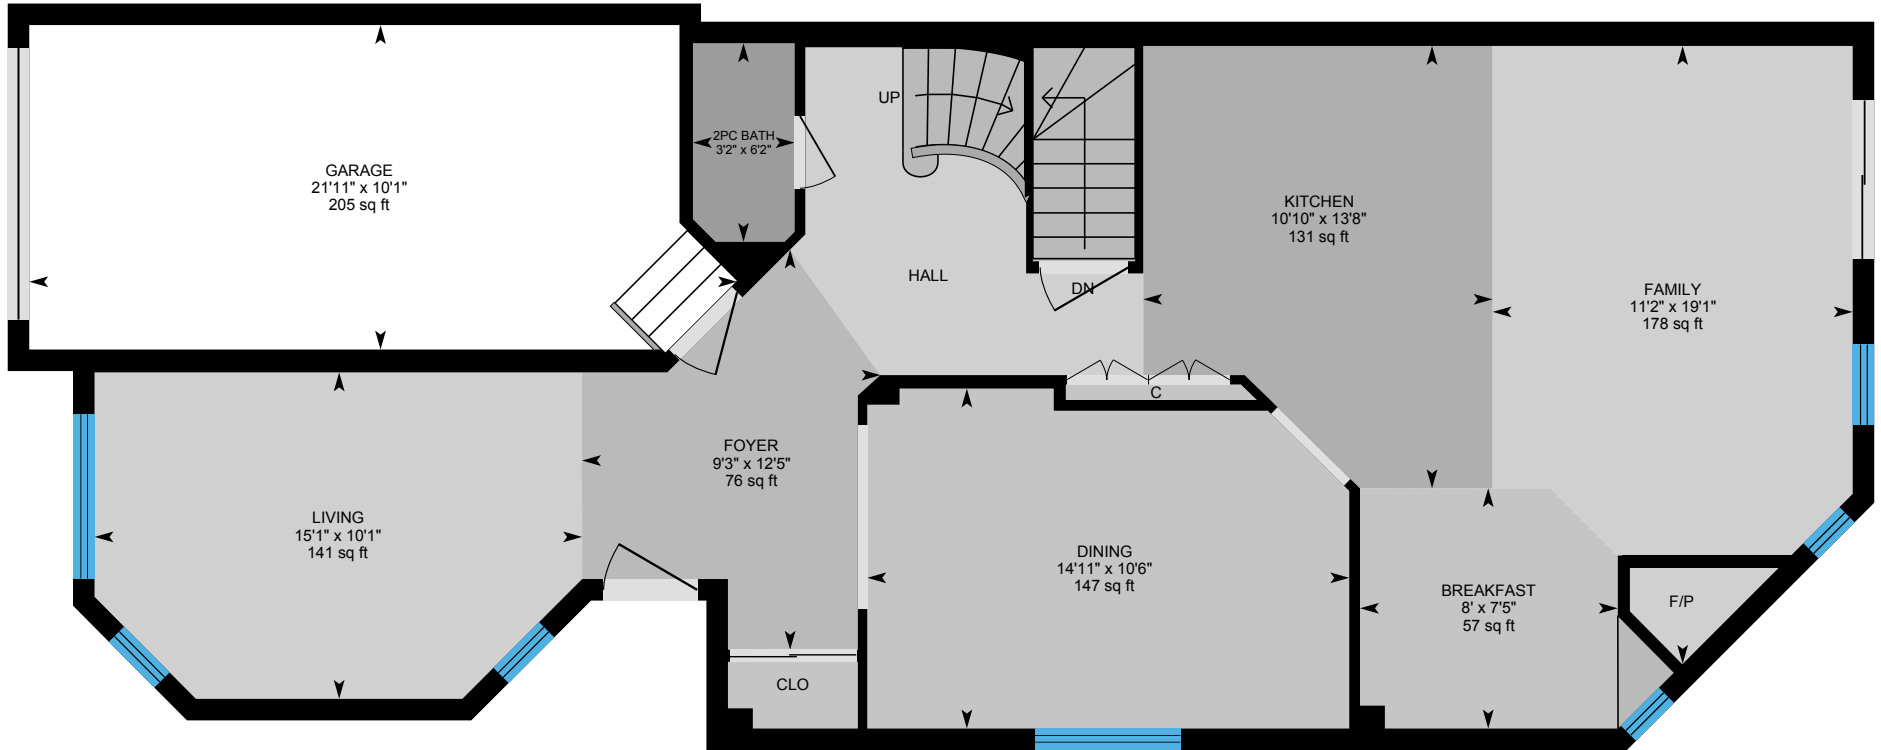 GARAGE
21'11" x 10'1"
205 sq ft
2PC BATH
3'2" x 6'2"
UP
HALL
DN
KITCHEN
10'10" x 13'8"
131 sq ft
FAMILY
11'2" x 19'1"
178 sq ft
C
FOYER
9'3" x 12'5"
76 sq ft
LIVING
15'1" x 10'1"
141 sq ft
DINING
14'11" x 10'6"
147 sq ft
BREAKFAST
8' x 7'5"
57 sq ft
F/P
CLO